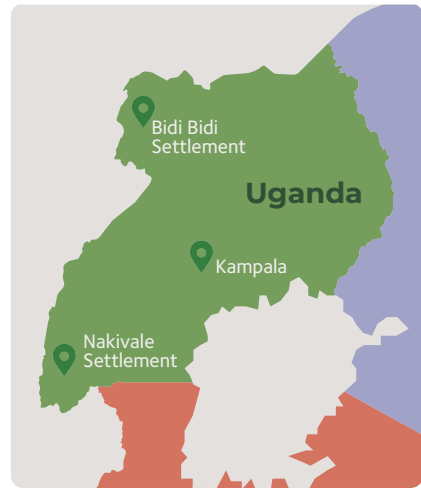 Bidi Bidi
Settlement
Uganda
Kampala
Nakivale
Settlement